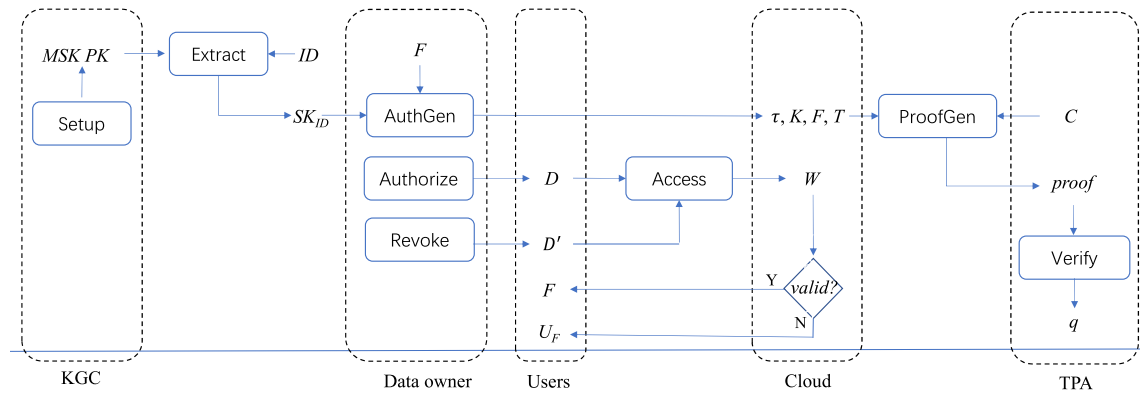 MSK PK
Extract
ID
F
Setup
SK_ID
AuthGen
τ, K, F, T
ProofGen
C
Authorize
D
Access
W
proof
Revoke
D′
Verify
F
Y
valid?
N
U_F
q
KGC
Data owner
Users
Cloud
TPA